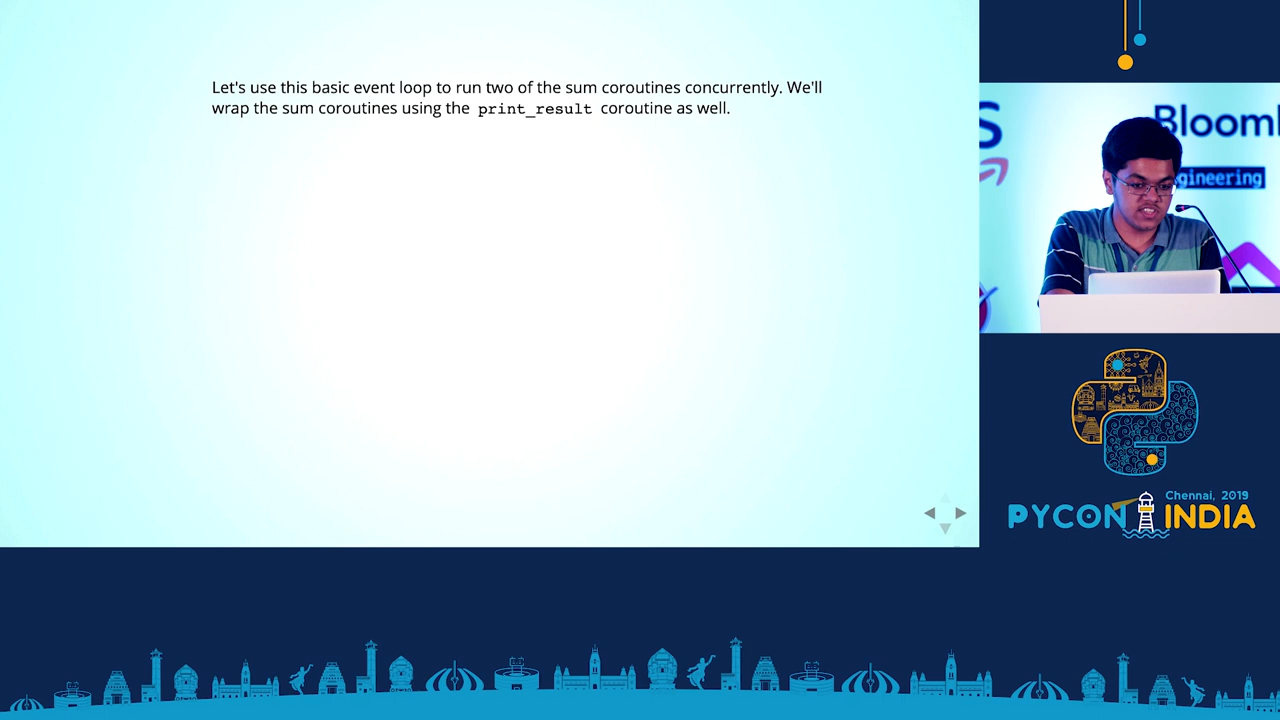 Let's use this basic event loop to run two of the sum coroutines concurrently. We'll
wrap the sum coroutines using the print_result coroutine as well.
S
Bloom
gineering
Chennai, 2019
PYCON INDIA